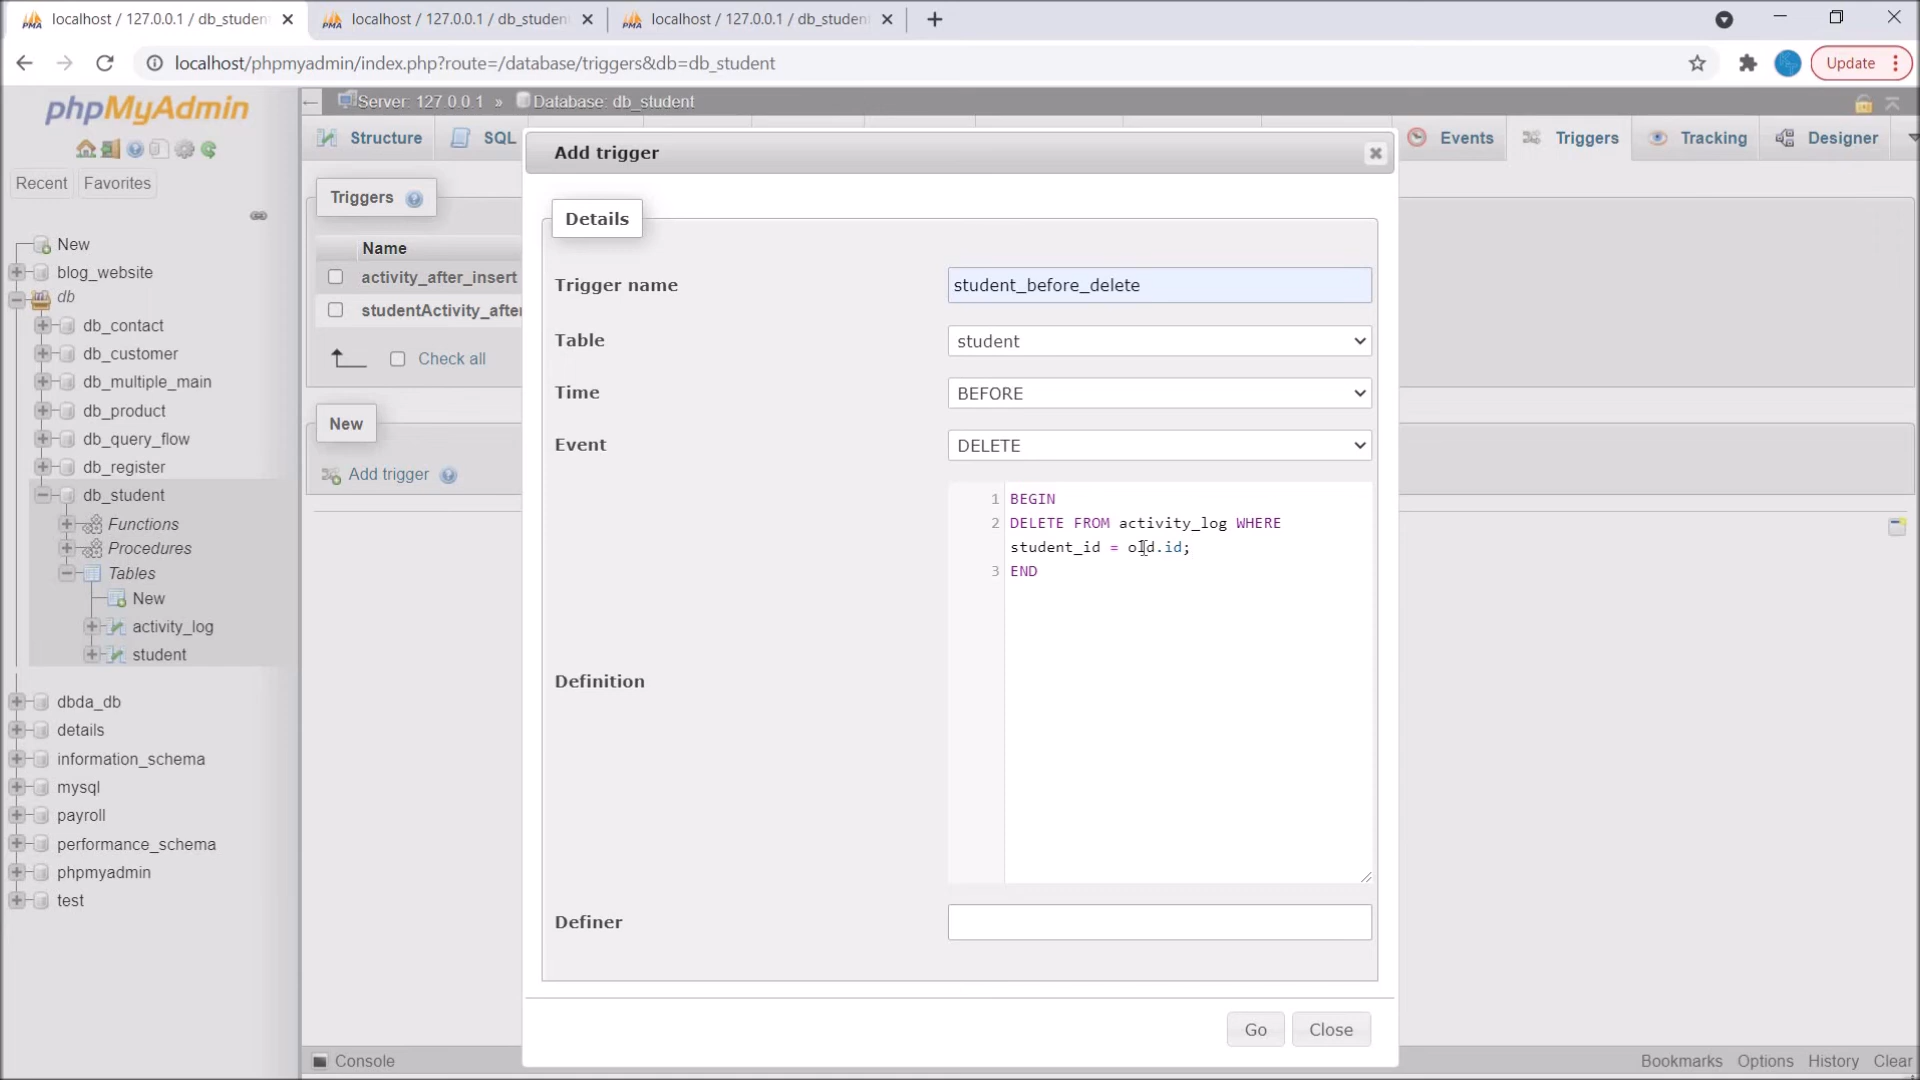 localhost / 127.0.0.1 / db_studen
localhost / 127.0.0.1 / db_studen
localhost / 127.0.0.1 / db_studen
localhost/phpmyadmin/index.php?route=/database/triggers&db=db_student
Update
phpMyAdmin
Recent
Favorites
New
blog_website
db
db_contact
db_customer
db_multiple_main
db_product
db_query_flow
db_register
db_student
Functions
Procedures
Tables
New
activity_log
student
dbda_db
details
information_schema
mysql
payroll
performance_schema
phpmyadmin
test
Server: 127.0.0.1 » Database: db_student
Structure
SQL
Events
Triggers
Tracking
Designer
Triggers
Name
activity_after_insert
studentActivity_after
Check all
New
Add trigger
Add trigger
Details
Trigger name
student_before_delete
Table
student
Time
BEFORE
Event
DELETE
Definition
1 BEGIN
2 DELETE FROM activity_log WHERE
student_id = old.id;
3 END
Definer
Go
Close
Console
Bookmarks
Options
History
Clear